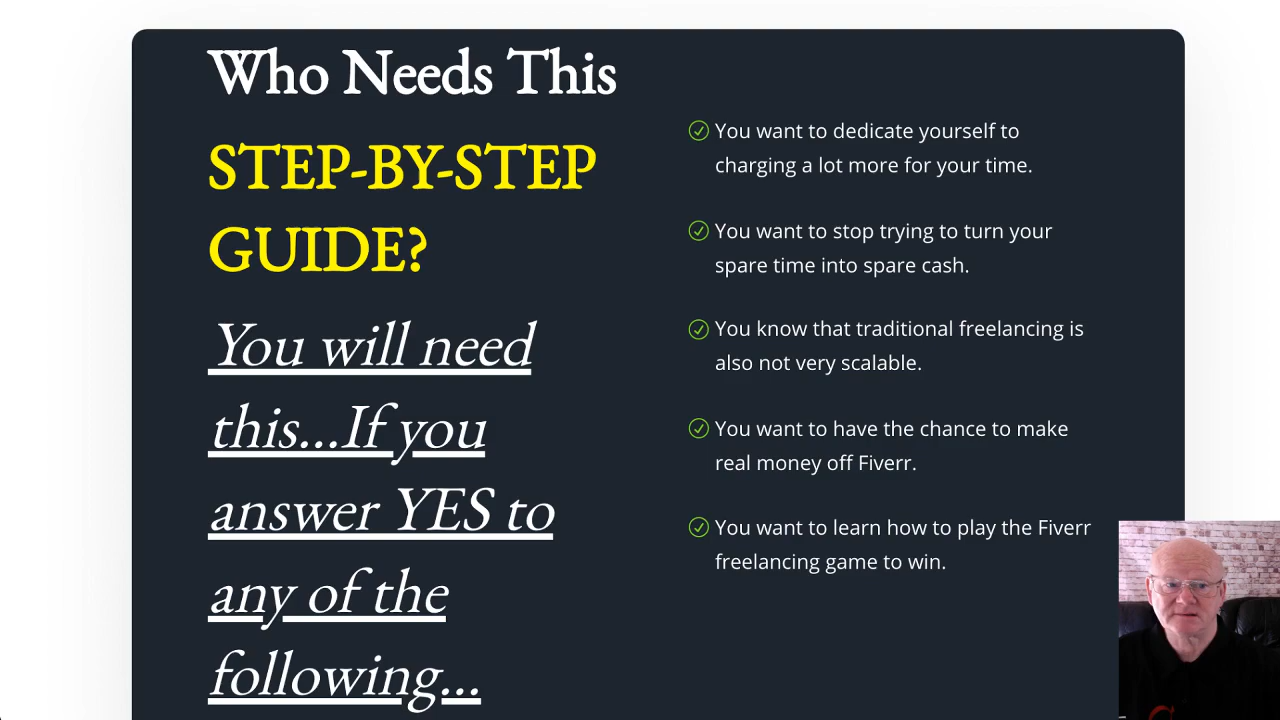 Who Needs This
STEP-BY-STEP
GUIDE?
You will need
this...If you
answer YES to
any of the
following...
You want to dedicate yourself to
charging a lot more for your time.
You want to stop trying to turn your
spare time into spare cash.
You know that traditional freelancing is
also not very scalable.
You want to have the chance to make
real money off Fiverr.
You want to learn how to play the Fiverr
freelancing game to win.